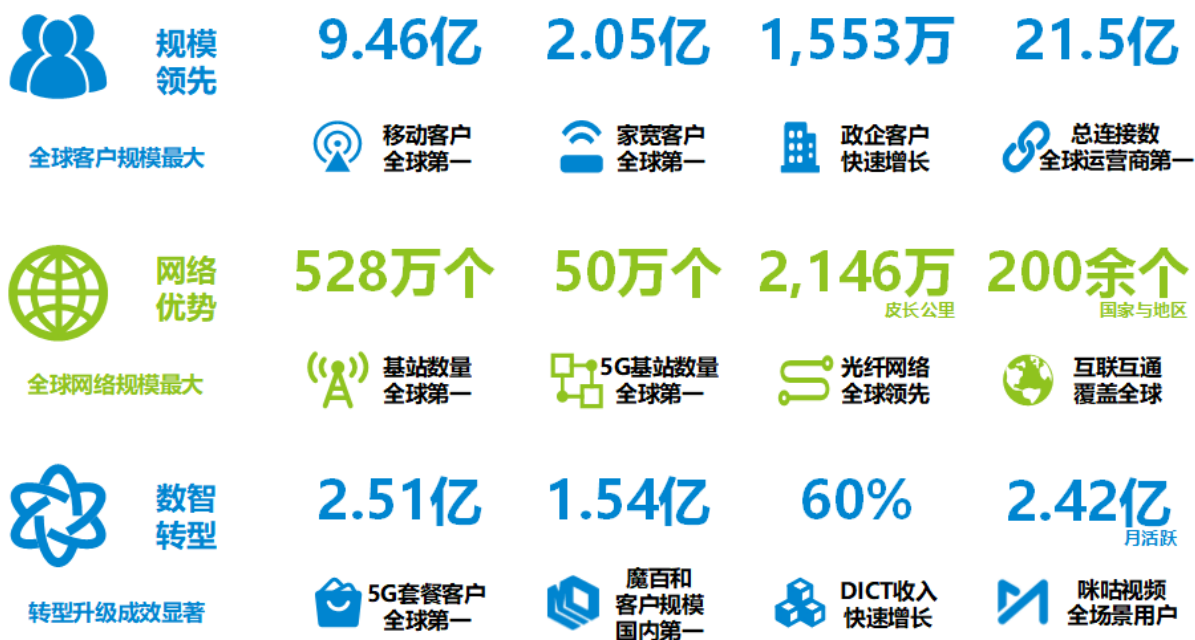 规模
领先
全球客户规模最大
9.46亿
移动客户
全球第一
2.05亿
家宽客户
全球第一
1,553万
政企客户
快速增长
21.5亿
总连接数
全球运营商第一
网络
优势
全球网络规模最大
528万个
基站数量
全球第一
50万个
5G基站数量
全球第一
2,146万
皮长公里
光纤网络
全球领先
200余个
国家与地区
互联互通
覆盖全球
数智
转型
转型升级成效显著
2.51亿
5G套餐客户
全球第一
1.54亿
魔百和
客户规模
国内第一
60%
DICT收入
快速增长
2.42亿
月活跃
咪咕视频
全场景用户